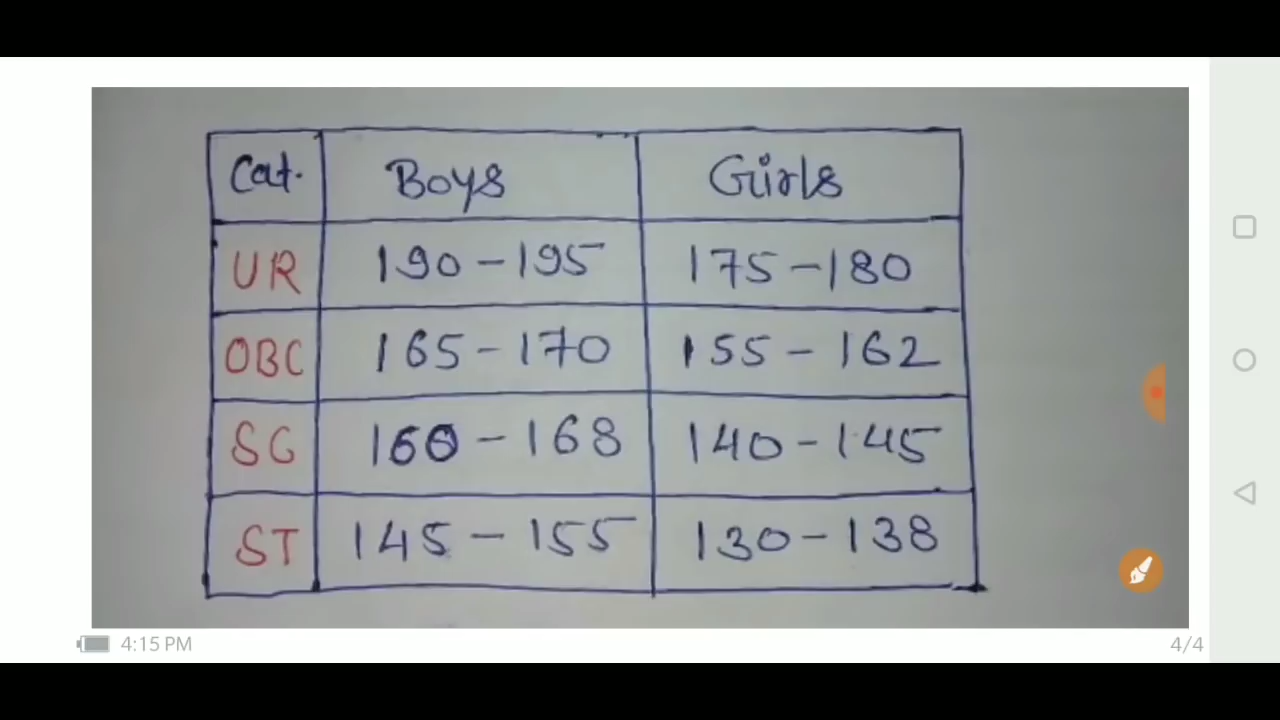 Cat. Boys Girls
UR 190-195 175-180
OBC 165-170 155-162
SC 160-168 140-145
ST 145-155 130-138
4:15 PM 4/4